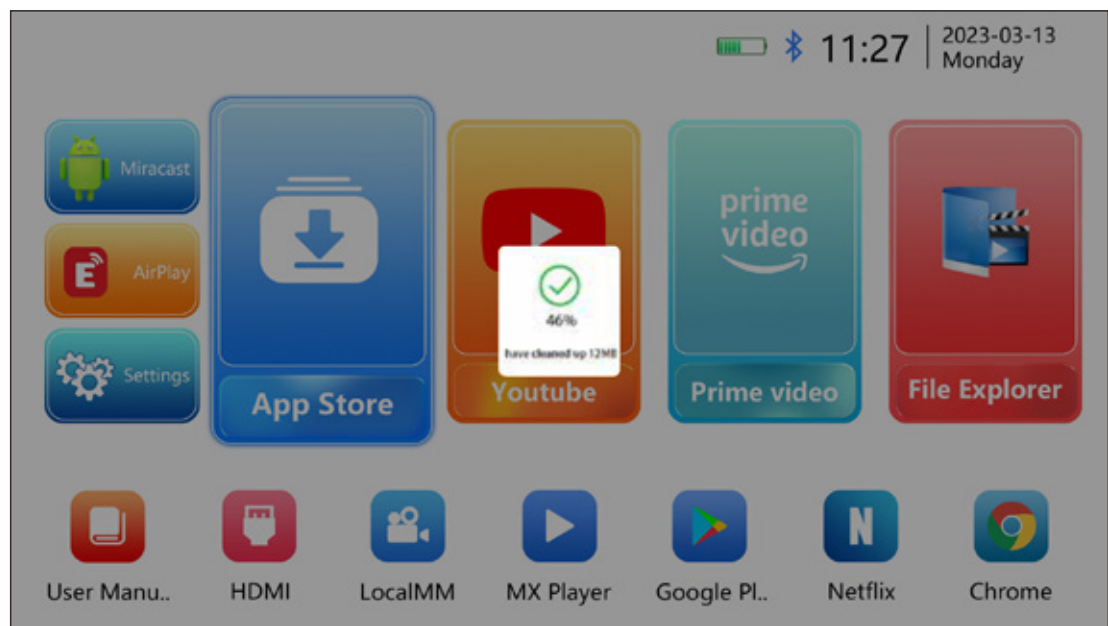 11:27
2023-03-13
Monday
Miracast
AirPlay
Settings
App Store
Youtube
prime
video
Prime video
File Explorer
E
46%
have cleaned up 12MB
User Manu..
HDMI
LocalMM
MX Player
Google Pl..
N
Netflix
Chrome